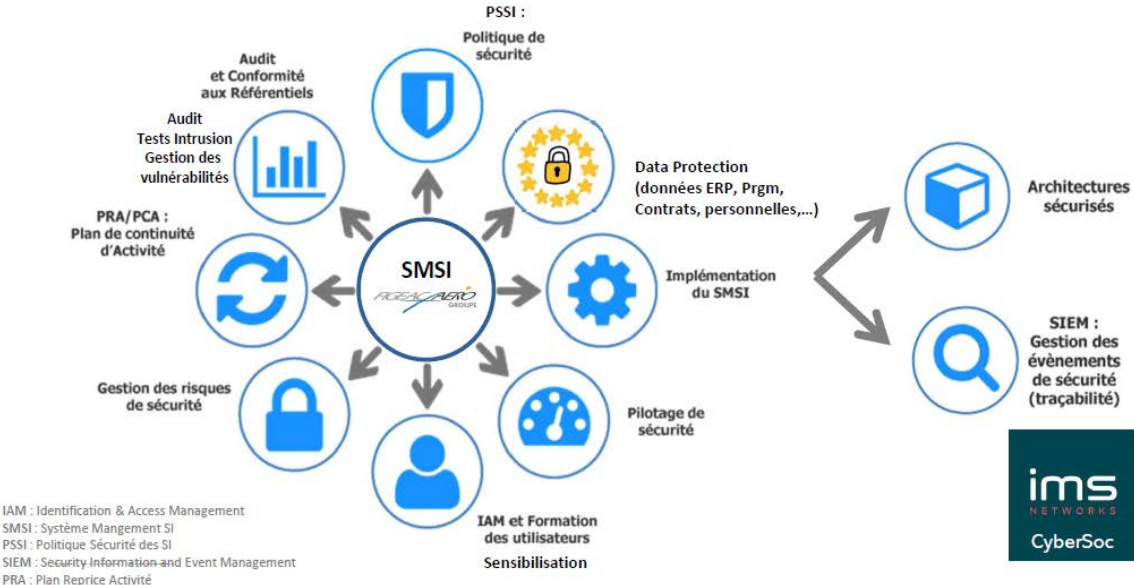 PSSI :
Politique de
sécurité
Audit
et Conformité
aux Référentiels
Audit
Tests Intrusion
Gestion des
vulnérabilités
Data Protection
(données ERP, Prgm,
Contrats, personnelles,...)
Architectures
sécurisés
PRA/PCA :
Plan de continuité
d'Activité
SMSI
FIGEAC AERO
GROUPE
Implémentation
du SMSI
SIEM :
Gestion des
évènements
de sécurité
(traçabilité)
Gestion des risques
de sécurité
Pilotage de
sécurité
IAM et Formation
des utilisateurs
Sensibilisation
ims
NETWORKS
CyberSoc
IAM : Identification & Access Management
SMSI : Système Mangement SI
PSSI : Politique Sécurité des SI
SIEM : Security Information and Event Management
PRA : Plan Reprice Activité